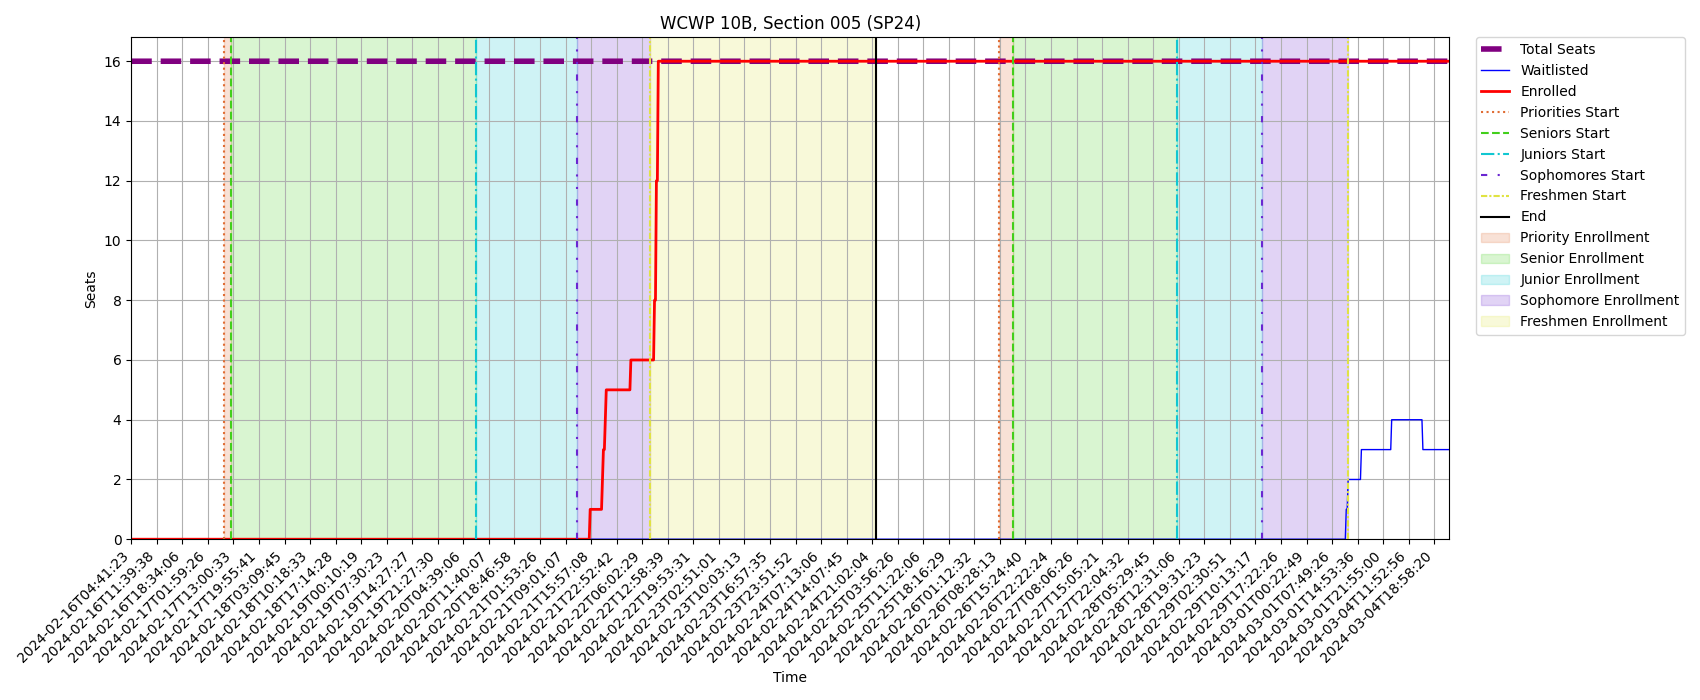 WCWP 10B, Section 005 (SP24)
Seats
16
14
12
10
8
6
4
2
0
2024-02-16T04:41:23
2024-02-16T11:39:38
2024-02-16T18:34:06
2024-02-17T01:59:26
2024-02-17T13:00:33
2024-02-17T19:55:41
2024-02-18T03:09:45
2024-02-18T10:18:33
2024-02-18T17:14:28
2024-02-19T00:10:19
2024-02-19T07:30:23
2024-02-19T14:27:27
2024-02-19T21:27:30
2024-02-20T04:39:06
2024-02-20T11:40:07
2024-02-20T18:46:58
2024-02-21T01:53:26
2024-02-21T09:01:07
2024-02-21T15:57:08
2024-02-21T22:52:42
2024-02-22T06:02:29
2024-02-22T12:58:39
2024-02-22T19:53:31
2024-02-23T02:51:01
2024-02-23T10:03:13
2024-02-23T16:57:35
2024-02-23T23:51:52
2024-02-24T07:13:06
2024-02-24T14:07:45
2024-02-24T21:02:04
2024-02-25T03:56:26
2024-02-25T11:22:06
2024-02-25T18:16:29
2024-02-26T01:12:32
2024-02-26T08:28:13
2024-02-26T15:24:40
2024-02-26T22:22:24
2024-02-27T08:06:26
2024-02-27T15:05:21
2024-02-27T22:04:32
2024-02-28T05:29:45
2024-02-28T12:31:06
2024-02-28T19:31:23
2024-02-29T02:30:51
2024-02-29T10:13:17
2024-02-29T17:22:26
2024-03-01T00:22:49
2024-03-01T07:49:26
2024-03-01T14:53:36
2024-03-01T21:55:00
2024-03-04T11:52:56
2024-03-04T18:58:20
Time
Total Seats
Waitlisted
Enrolled
Priorities Start
Seniors Start
Juniors Start
Sophomores Start
Freshmen Start
End
Priority Enrollment
Senior Enrollment
Junior Enrollment
Sophomore Enrollment
Freshmen Enrollment